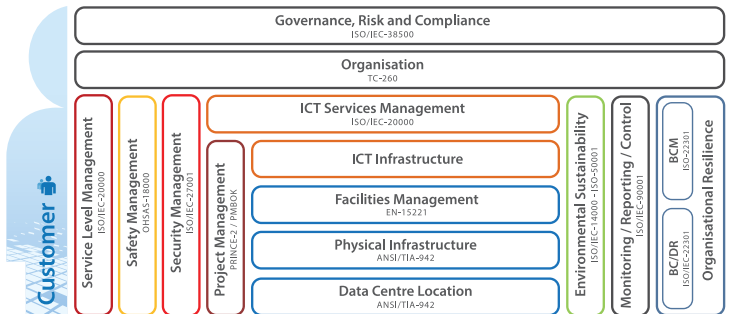 Governance, Risk and Compliance
ISO/IEC-38500
Organisation
TC-260
Customer
Service Level Management
ISO/IEC-20000
Safety Management
OHSAS-18000
Security Management
ISO/IEC-27001
ICT Services Management
ISO/IEC-20000
Project Management
PRINCE-2 / PMBOK
ICT Infrastructure
Facilities Management
EN-15221
Physical Infrastructure
ANSI/TIA-942
Data Centre Location
ANSI/TIA-942
Environmental Sustainability
ISO/IEC-14000 - ISO-50001
Monitoring / Reporting / Control
ISO/IEC-90001
BCM
ISO-22301
BC/DR
ISO/IEC-22301
Organisational Resilience